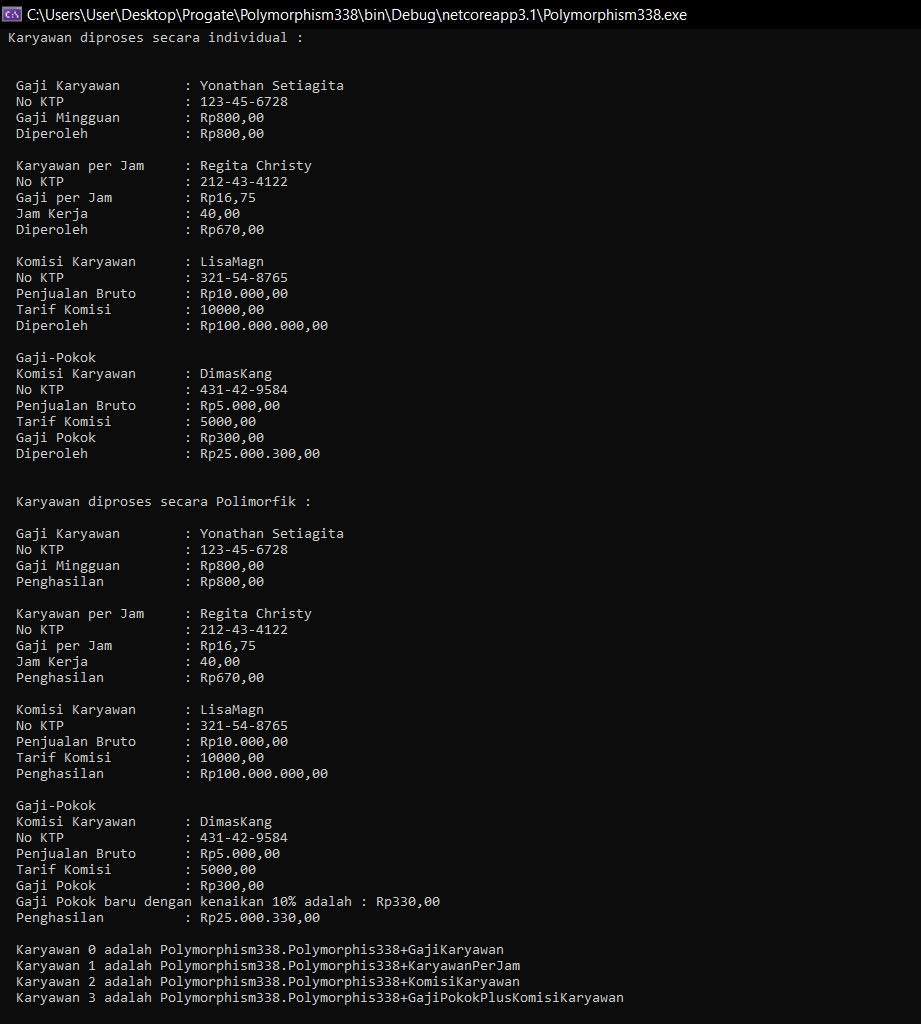 C:\Users\User\Desktop\Progate\Polymorphism338\bin\Debug\netcoreapp3.1\Polymorphism338.exe
Karyawan diproses secara individual :
Gaji Karyawan : Yonathan Setiagita
No KTP : 123-45-6728
Gaji Mingguan : Rp800,00
Diperoleh : Rp800,00
Karyawan per Jam : Regita Christy
No KTP : 212-43-4122
Gaji per Jam : Rp16,75
Jam Kerja : 40,00
Diperoleh : Rp670,00
Komisi Karyawan : LisaMagn
No KTP : 321-54-8765
Penjualan Bruto : Rp10.000,00
Tarif Komisi : 10000,00
Diperoleh : Rp100.000.000,00
Gaji-Pokok
Komisi Karyawan : DimasKang
No KTP : 431-42-9584
Penjualan Bruto : Rp5.000,00
Tarif Komisi : 5000,00
Gaji Pokok : Rp300,00
Diperoleh : Rp25.000.300,00
Karyawan diproses secara Polimorfik :
Gaji Karyawan : Yonathan Setiagita
No KTP : 123-45-6728
Gaji Mingguan : Rp800,00
Penghasilan : Rp800,00
Karyawan per Jam : Regita Christy
No KTP : 212-43-4122
Gaji per Jam : Rp16,75
Jam Kerja : 40,00
Penghasilan : Rp670,00
Komisi Karyawan : LisaMagn
No KTP : 321-54-8765
Penjualan Bruto : Rp10.000,00
Tarif Komisi : 10000,00
Penghasilan : Rp100.000.000,00
Gaji-Pokok
Komisi Karyawan : DimasKang
No KTP : 431-42-9584
Penjualan Bruto : Rp5.000,00
Tarif Komisi : 5000,00
Gaji Pokok : Rp300,00
Gaji Pokok baru dengan kenaikan 10% adalah : Rp330,00
Penghasilan : Rp25.000.330,00
Karyawan 0 adalah Polymorphism338.Polymorphis338+GajiKaryawan
Karyawan 1 adalah Polymorphism338.Polymorphis338+KaryawanPerJam
Karyawan 2 adalah Polymorphism338.Polymorphis338+KomisiKaryawan
Karyawan 3 adalah Polymorphism338.Polymorphis338+GajiPokokPlusKomisiKaryawan